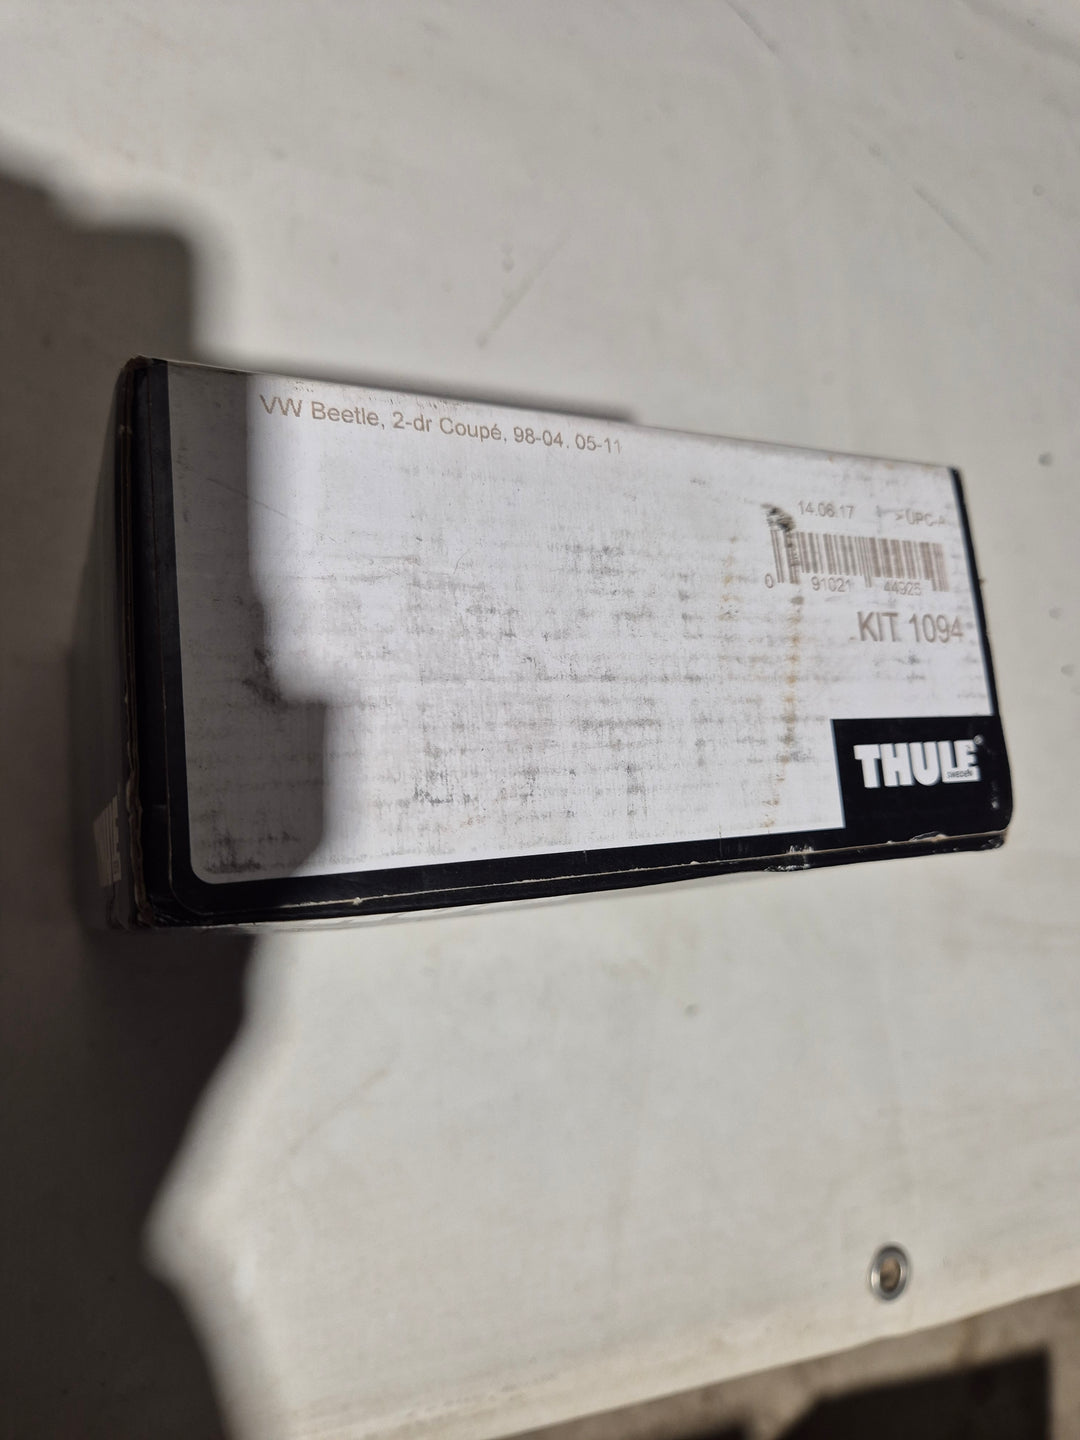 VW Beetle, 2-dr Coupé, 98-04, 05-11
14.06.17 > UPC-A
0 91021 44925
KIT 1094
THULE®
SWEDEN